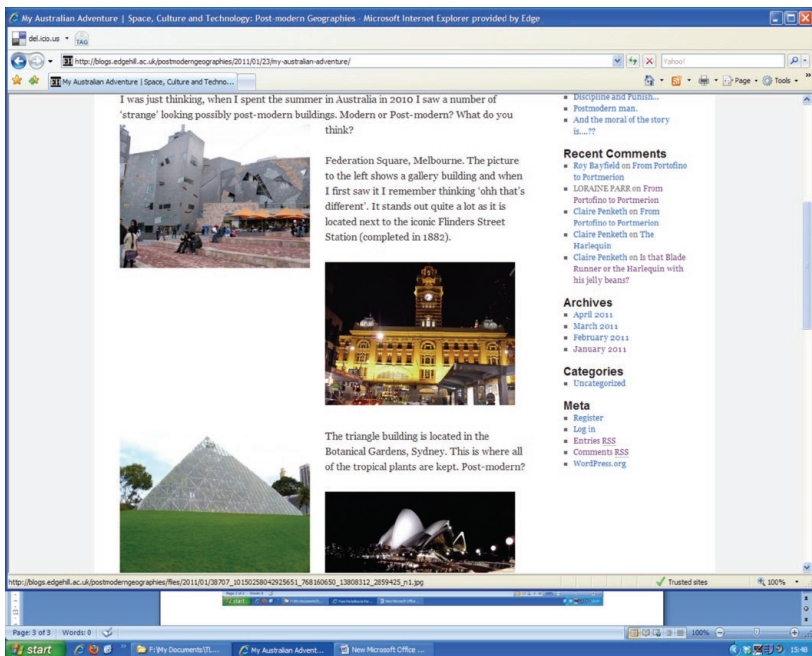 My Australian Adventure | Space, Culture and Technology: Post-modern Geographies - Microsoft Internet Explorer provided by Edge
del.icio.us
TAG
http://blogs.edgehill.ac.uk/postmoderngeographies/2011/01/23/my-australian-adventure/
Yahoo!
My Australian Adventure | Space, Culture and Techno...
Page
Tools
I was just thinking, when I spent the summer in Australia in 2010 I saw a number of
'strange' looking possibly post-modern buildings. Modern or Post-modern? What do you
think?
Federation Square, Melbourne. The picture
to the left shows a gallery building and when
I first saw it I remember thinking 'ohh that's
different'. It stands out quite a lot as it is
located next to the iconic Flinders Street
Station (completed in 1882).
The triangle building is located in the
Botanical Gardens, Sydney. This is where all
of the tropical plants are kept. Post-modern?
Discipline and Punish...
Postmodern man.
And the moral of the story
is....??
Recent Comments
Roy Bayfield on From Portofino
to Portmerion
LORAINE PARR on From
Portofino to Portmerion
Claire Penketh on From
Portofino to Portmerion
Claire Penketh on The
Harlequin
Claire Penketh on Is that Blade
Runner or the Harlequin with
his jelly beans?
Archives
April 2011
March 2011
February 2011
January 2011
Categories
Uncategorized
Meta
Register
Log in
Entries RSS
Comments RSS
WordPress.org
http://blogs.edgehill.ac.uk/postmoderngeographies/files/2011/01/38707_10150258042925651_768160650_13808312_2859425_n1.jpg
Trusted sites
100%
Page: 3 of 3
Words: 0
100%
start
F:\My Documents\TL...
My Australian Advent...
New Microsoft Office ...
15:48